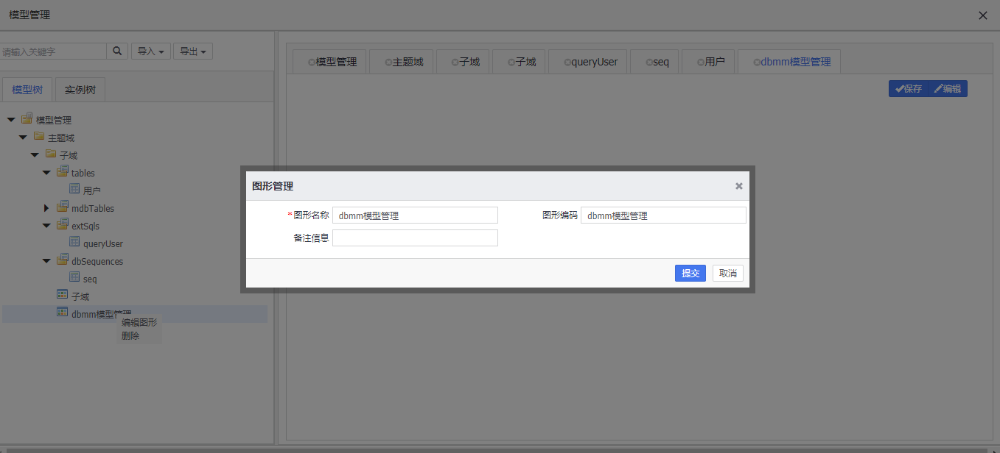 模型管理
请输入关键字
导入
导出
模型树
实例树
模型管理
主题域
子域
tables
用户
mdbTables
extSqls
queryUser
dbSequences
seq
子域
dbmm模型管理
编辑图形
删除
模型管理
主题域
子域
子域
queryUser
seq
用户
dbmm模型管理
保存
编辑
图形管理
*图形名称 dbmm模型管理
图形编码 dbmm模型管理
备注信息
提交
取消